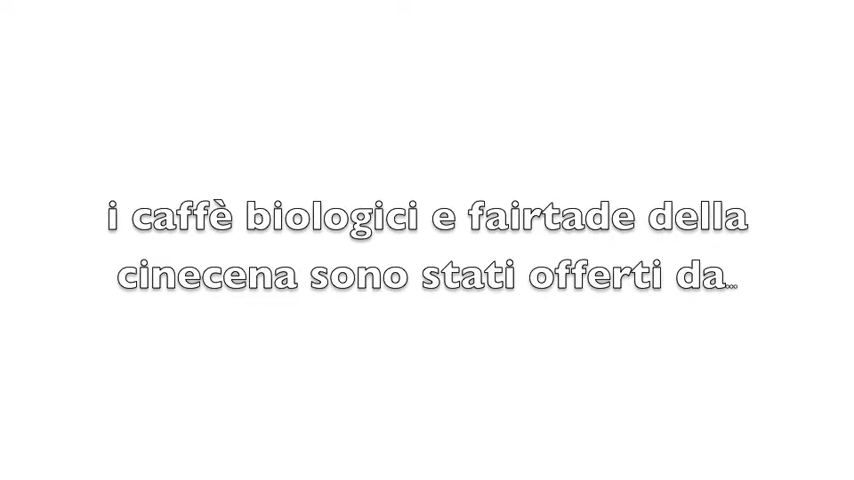 i caffè biologici e fairtade della
cinecena sono stati offerti da...